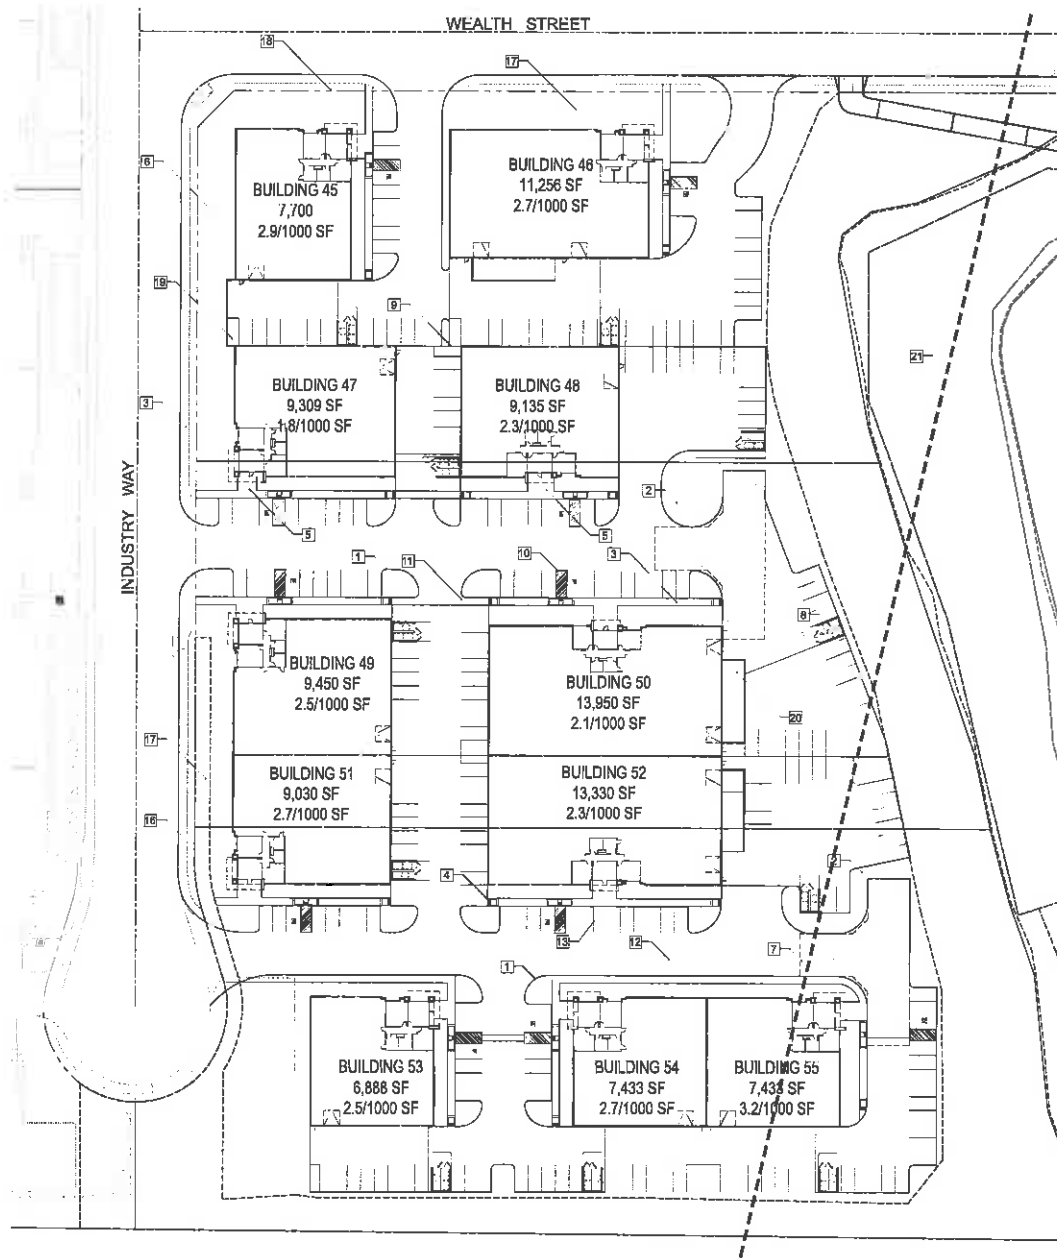 WEALTH STREET
18
17
6
BUILDING 45
7,700
2.9/1000 SF
BUILDING 46
11,256 SF
2.7/1000 SF
19
9
21
3
BUILDING 47
9,309 SF
1.8/1000 SF
BUILDING 48
9,135 SF
2.3/1000 SF
INDUSTRY WAY
2
5
5
1
11
10
3
8
BUILDING 49
9,450 SF
2.5/1000 SF
BUILDING 50
13,950 SF
2.1/1000 SF
20
17
BUILDING 51
9,030 SF
2.7/1000 SF
BUILDING 52
13,330 SF
2.3/1000 SF
16
4
13
12
7
1
BUILDING 53
6,888 SF
2.5/1000 SF
BUILDING 54
7,433 SF
2.7/1000 SF
BUILDING 55
7,433 SF
3.2/1000 SF